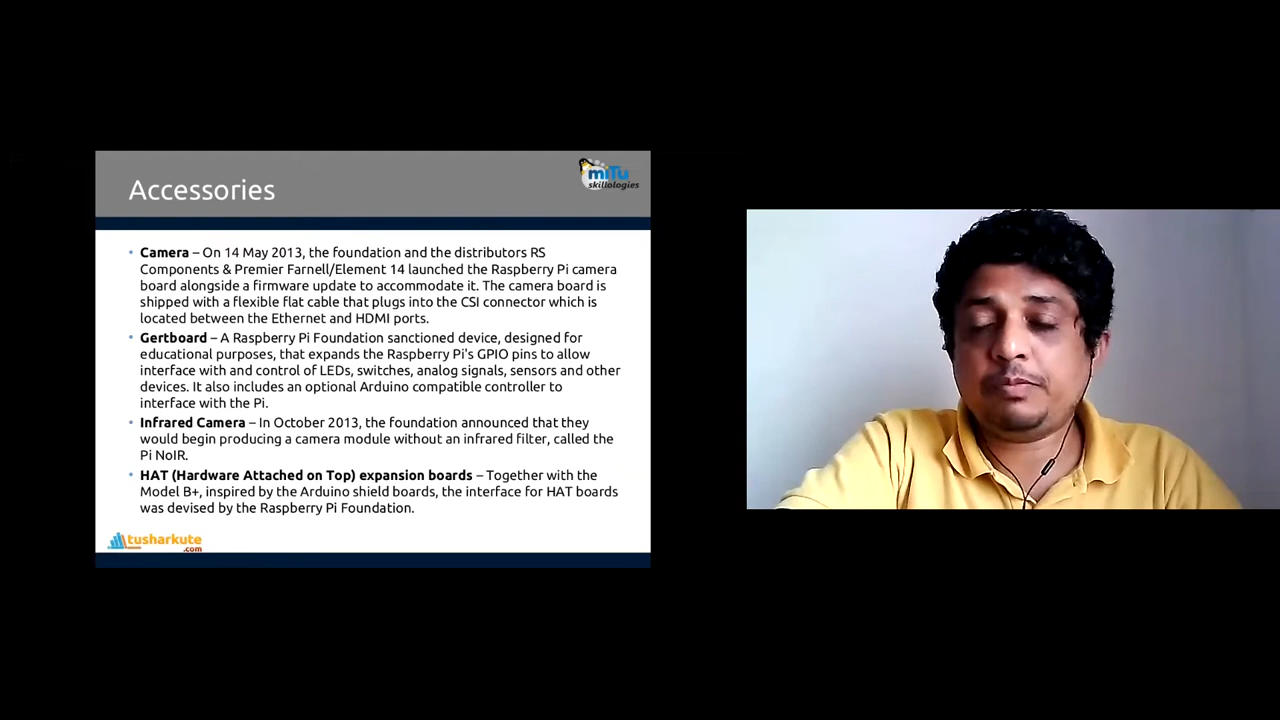 Accessories
miTu
skillologies
• Camera – On 14 May 2013, the foundation and the distributors RS
Components & Premier Farnell/Element 14 launched the Raspberry Pi camera
board alongside a firmware update to accommodate it. The camera board is
shipped with a flexible flat cable that plugs into the CSI connector which is
located between the Ethernet and HDMI ports.
• Gertboard – A Raspberry Pi Foundation sanctioned device, designed for
educational purposes, that expands the Raspberry Pi's GPIO pins to allow
interface with and control of LEDs, switches, analog signals, sensors and other
devices. It also includes an optional Arduino compatible controller to
interface with the Pi.
• Infrared Camera – In October 2013, the foundation announced that they
would begin producing a camera module without an infrared filter, called the
Pi NoIR.
• HAT (Hardware Attached on Top) expansion boards – Together with the
Model B+, inspired by the Arduino shield boards, the interface for HAT boards
was devised by the Raspberry Pi Foundation.
tusharkute
.com